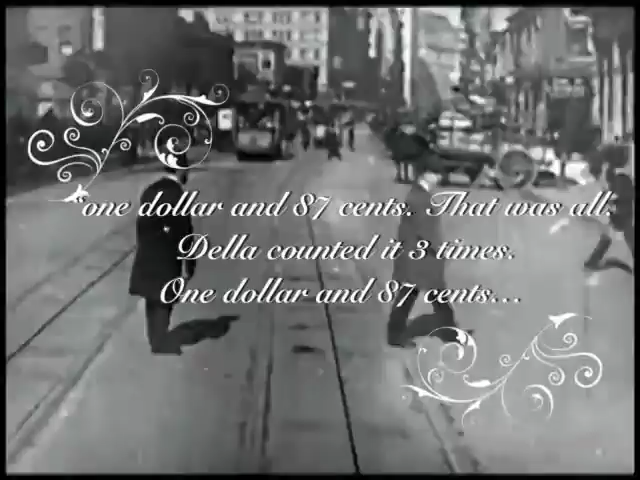 "one dollar and 87 cents. That was all.
Della counted it 3 times.
One dollar and 87 cents...